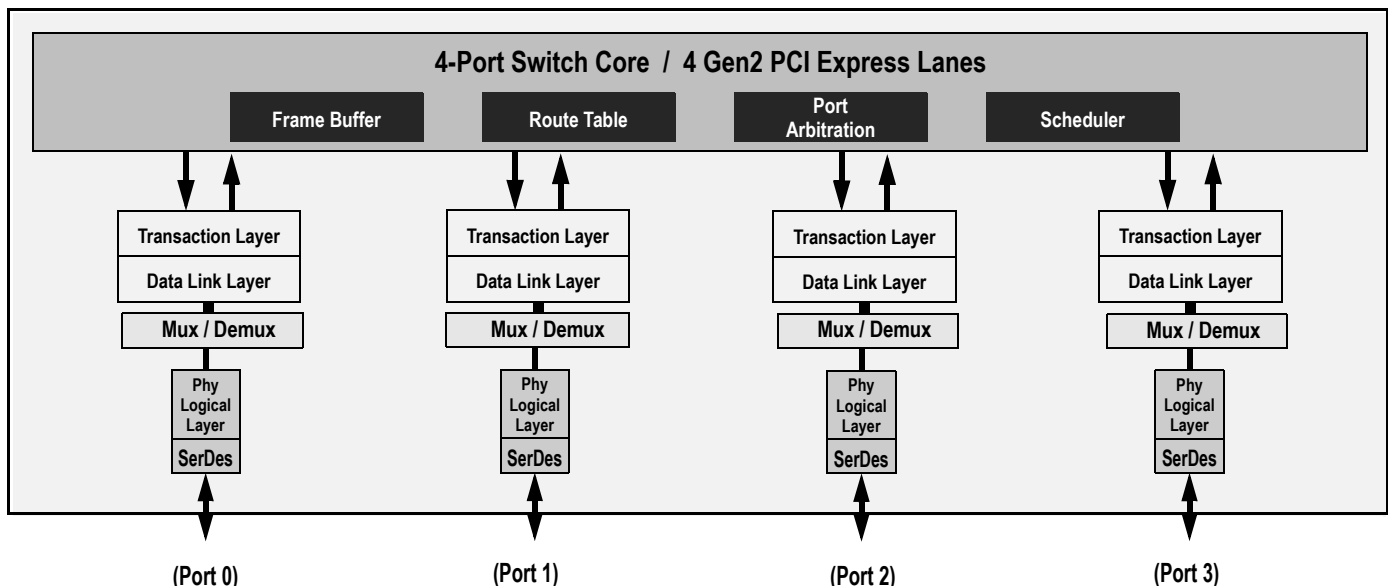 4-Port Switch Core / 4 Gen2 PCI Express Lanes
Frame Buffer
Route Table
Port
Arbitration
Scheduler
Transaction Layer
Data Link Layer
Mux / Demux
Phy
Logical
Layer
SerDes
(Port 0)
Transaction Layer
Data Link Layer
Mux / Demux
Phy
Logical
Layer
SerDes
(Port 1)
Transaction Layer
Data Link Layer
Mux / Demux
Phy
Logical
Layer
SerDes
(Port 2)
Transaction Layer
Data Link Layer
Mux / Demux
Phy
Logical
Layer
SerDes
(Port 3)